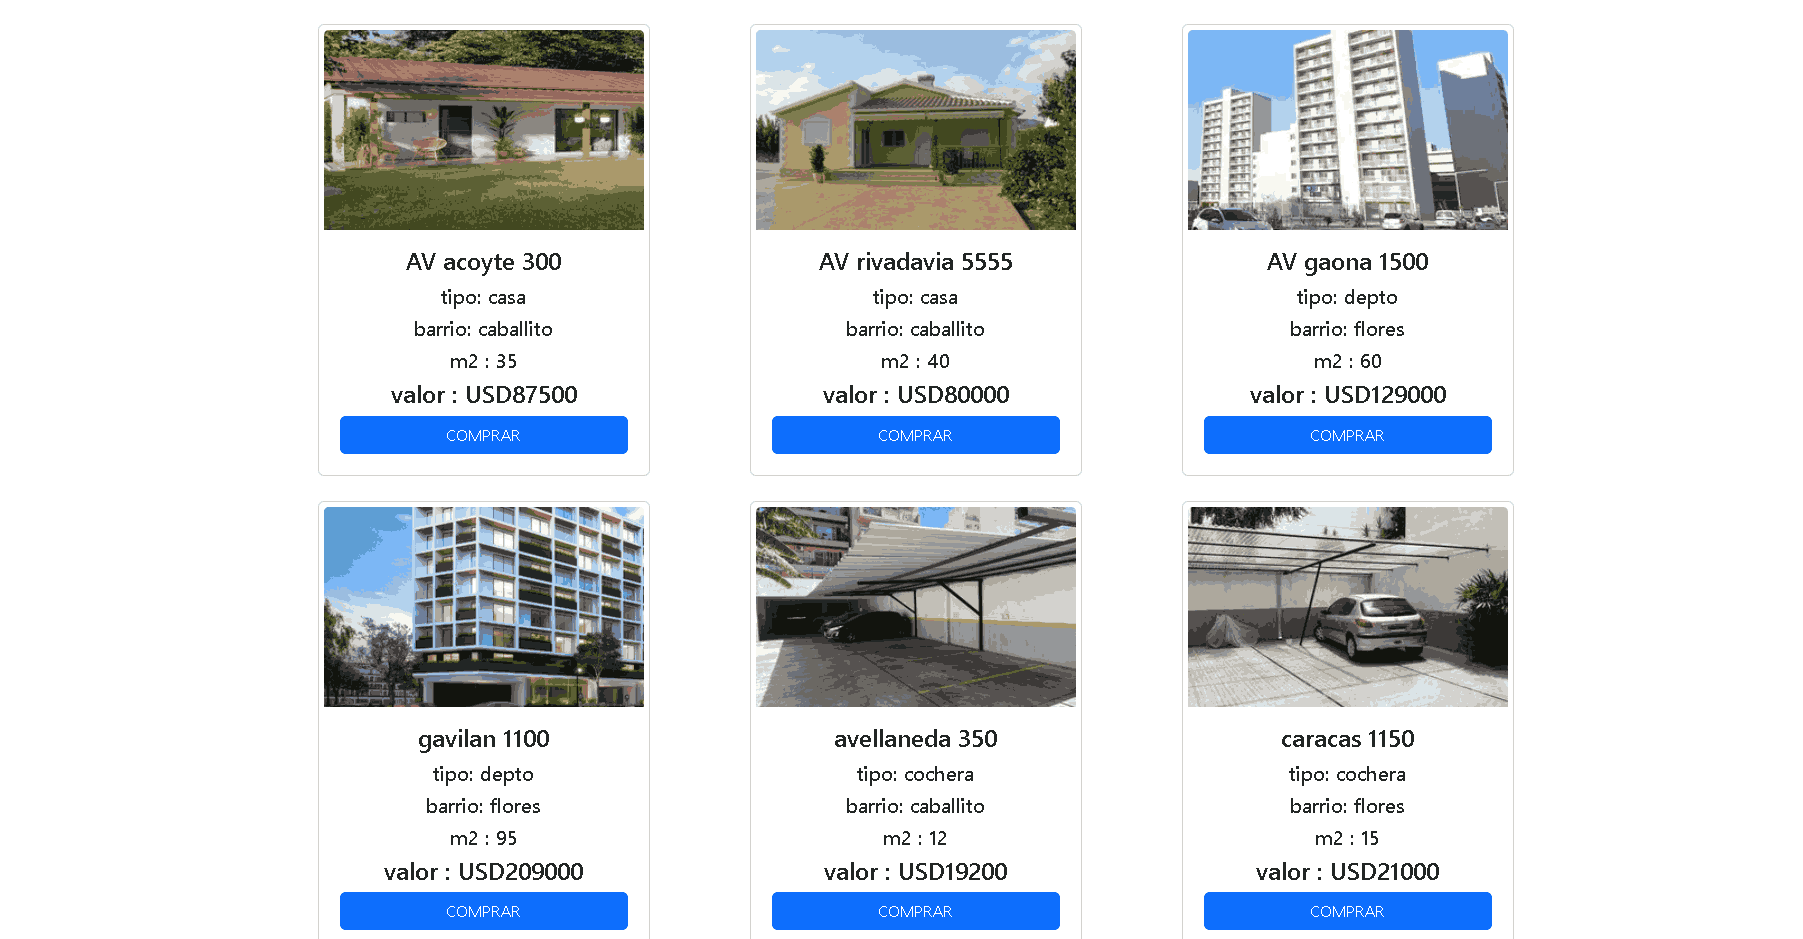 AV acoyte 300
tipo: casa
barrio: caballito
m2 : 35
valor : USD87500
COMPRAR
AV rivadavia 5555
tipo: casa
barrio: caballito
m2 : 40
valor : USD80000
COMPRAR
AV gaona 1500
tipo: depto
barrio: flores
m2 : 60
valor : USD129000
COMPRAR
gavilan 1100
tipo: depto
barrio: flores
m2 : 95
valor : USD209000
COMPRAR
avellaneda 350
tipo: cochera
barrio: caballito
m2 : 12
valor : USD19200
COMPRAR
caracas 1150
tipo: cochera
barrio: flores
m2 : 15
valor : USD21000
COMPRAR